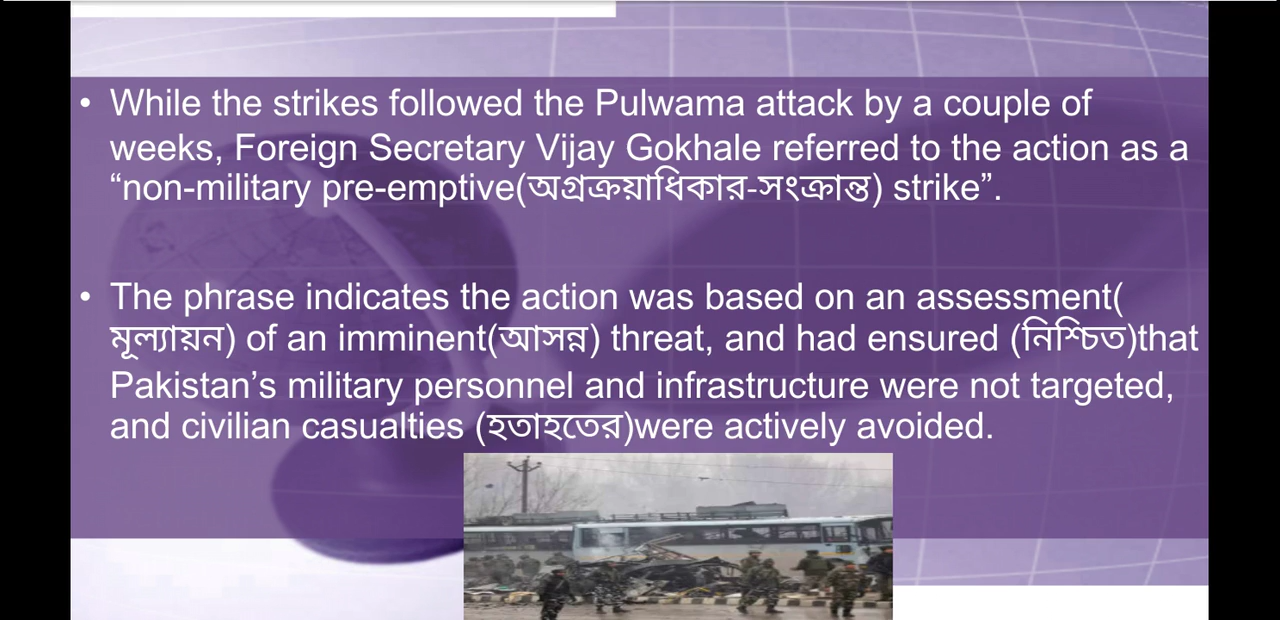 • While the strikes followed the Pulwama attack by a couple of
weeks, Foreign Secretary Vijay Gokhale referred to the action as a
“non-military pre-emptive(অগ্রক্রয়াধিকার-সংক্রান্ত) strike”.
• The phrase indicates the action was based on an assessment(
মূল্যায়ন) of an imminent(আসন্ন) threat, and had ensured (নিশ্চিত)that
Pakistan’s military personnel and infrastructure were not targeted,
and civilian casualties (হতাহতের)were actively avoided.